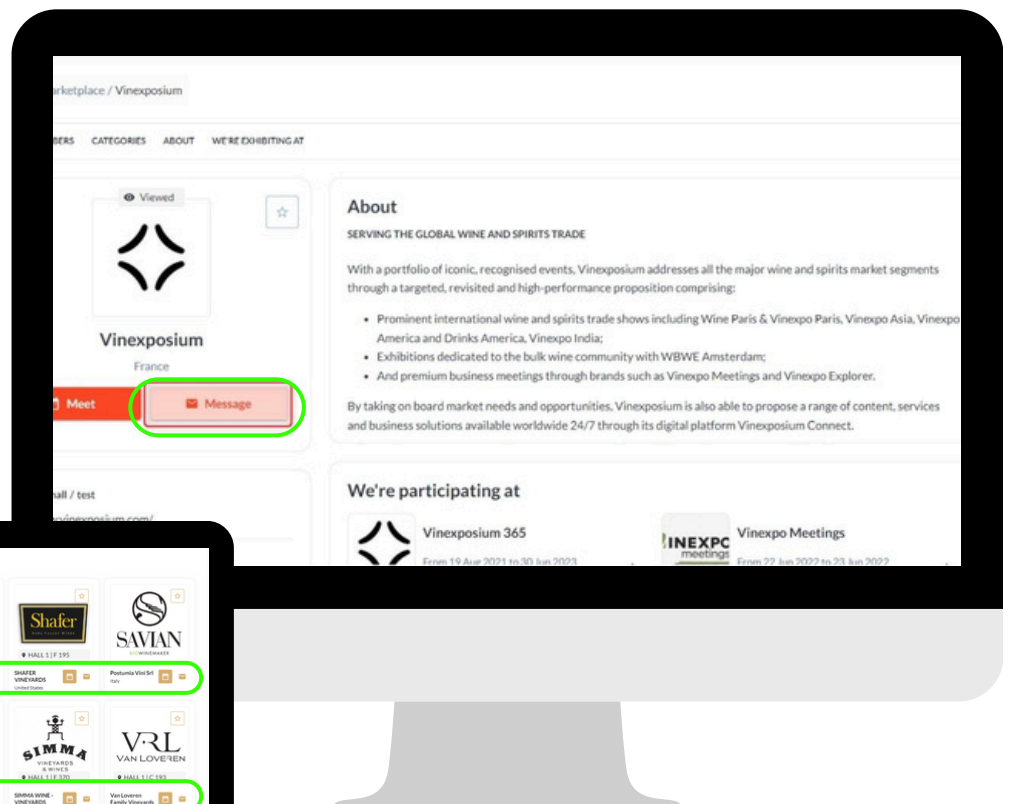 arketplace / Vinexposium
BERS CATEGORIES ABOUT WE'RE EXHIBITING AT
Viewed
Vinexposium
France
Meet
Message
About
SERVING THE GLOBAL WINE AND SPIRITS TRADE
With a portfolio of iconic, recognised events, Vinexposium addresses all the major wine and spirits market segments
through a targeted, revisited and high-performance proposition comprising:
• Prominent international wine and spirits trade shows including Wine Paris & Vinexpo Paris, Vinexpo Asia, Vinexpo
America and Drinks America, Vinexpo India;
• Exhibitions dedicated to the bulk wine community with WBWE Amsterdam;
• And premium business meetings through brands such as Vinexpo Meetings and Vinexpo Explorer.
By taking on board market needs and opportunities, Vinexposium is also able to propose a range of content, services
and business solutions available worldwide 24/7 through its digital platform Vinexposium Connect.
all / test
vinexposium.com/
We're participating at
Vinexposium 365
From 19 Aug 2021 to 30 Jun 2023
INEXPO
meetings
Vinexpo Meetings
From 22 Jun 2022 to 23 Jun 2022
Shafer
HALL 1 | F 195
SHAFER
VINEYARDS
United States
SAVIAN
BIOWINEMAKER
Postumia Vini Srl
Italy
SIMMA
VINEYARDS
& WINES
HALL 1 | F 370
SIMMA WINE -
VINEYARDS
VRL
VAN LOVEREN
HALL 1 | C 193
Van Loveren
Family Vineyards